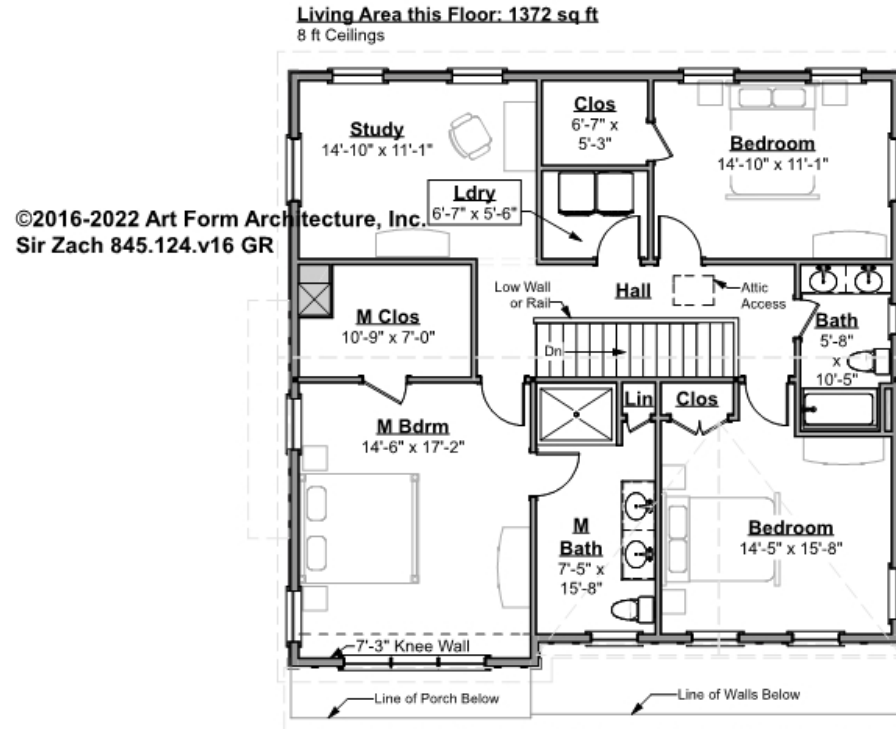 Living Area this Floor: 1372 sq ft
8 ft Ceilings
Study
14'-10" x 11'-1"
Clos
6'-7" x
5'-3"
Bedroom
14'-10" x 11'-1"
Ldry
6'-7" x 5'-6"
©2016-2022 Art Form Architecture, Inc.
Sir Zach 845.124.v16 GR
M Clos
10'-9" x 7'-0"
Low Wall
or Rail
Hall
Attic
Access
Dn
Bath
5'-8"
x
10'-5"
M Bdrm
14'-6" x 17'-2"
Lin
Clos
M
Bath
7'-5" x
15'-8"
Bedroom
14'-5" x 15'-8"
7'-3" Knee Wall
Line of Porch Below
Line of Walls Below